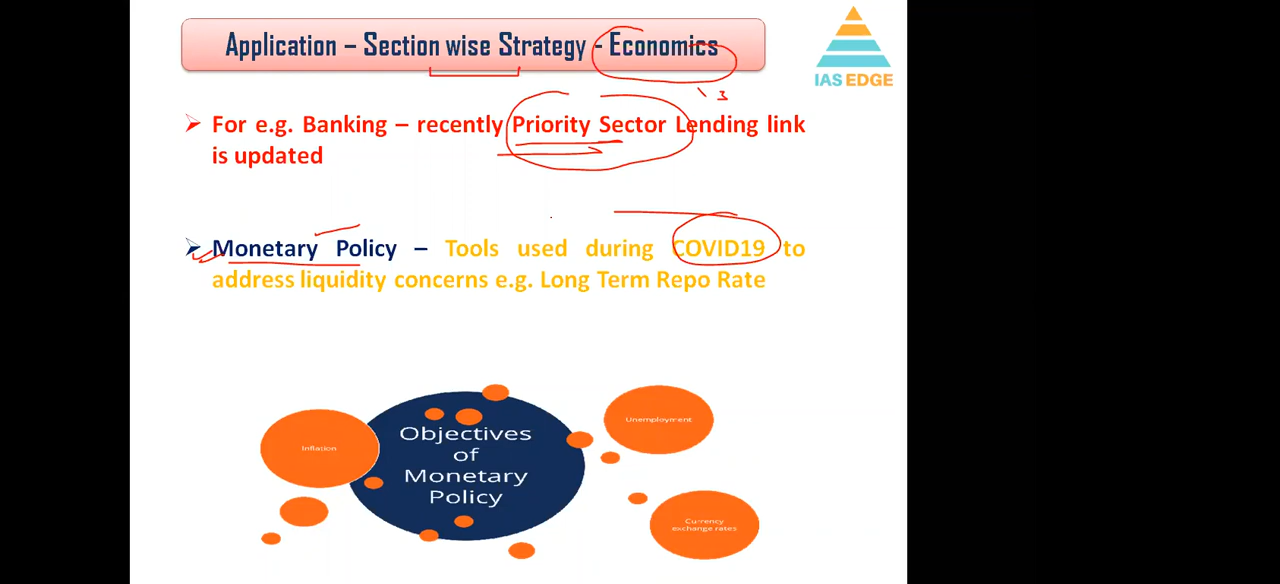 Application – Section wise Strategy - Economics
IAS EDGE
For e.g. Banking – recently Priority Sector Lending link
is updated
Monetary Policy – Tools used during COVID19 to
address liquidity concerns e.g. Long Term Repo Rate
Objectives
of
Monetary
Policy
Inflation
Unemployment
Currency
exchange rates